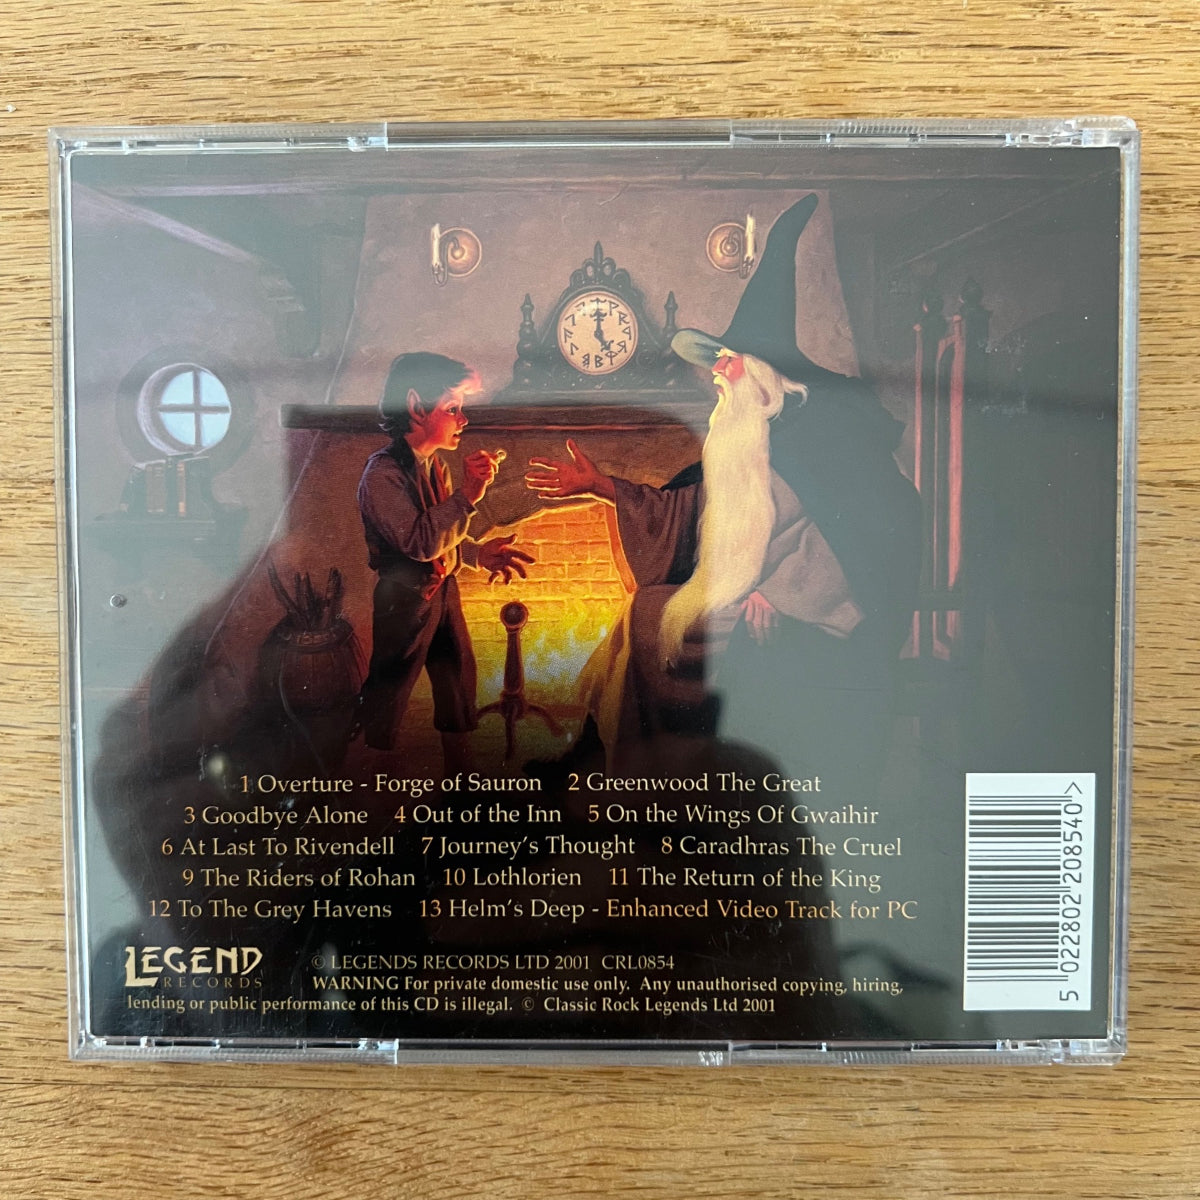 1 Overture - Forge of Sauron 2 Greenwood The Great
3 Goodbye Alone 4 Out of the Inn 5 On the Wings Of Gwaihir
6 At Last To Rivendell 7 Journey's Thought 8 Caradhras The Cruel
9 The Riders of Rohan 10 Lothlorien 11 The Return of the King
12 To The Grey Havens 13 Helm's Deep - Enhanced Video Track for PC
LEGEND
RECORDS
© LEGENDS RECORDS LTD 2001 CRL0854
WARNING For private domestic use only. Any unauthorised copying, hiring,
lending or public performance of this CD is illegal. © Classic Rock Legends Ltd 2001
5 022802 208540 >